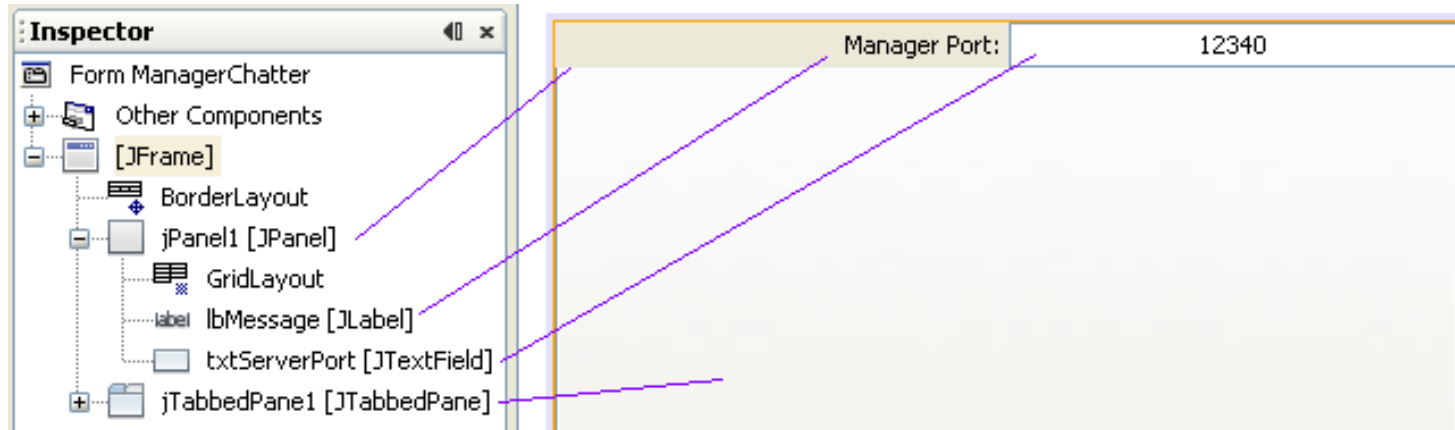 Inspector
Form ManagerChatter
Other Components
[JFrame]
BorderLayout
jPanel1 [JPanel]
GridLayout
label lbMessage [JLabel]
txtServerPort [JTextField]
jTabbedPane1 [JTabbedPane]
Manager Port: 12340